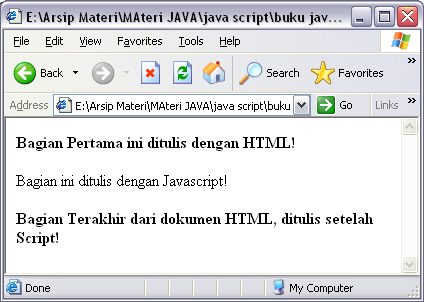 E:\Arsip Materi\MAteri JAVA\java script\buku jav...
File Edit View Favorites Tools Help
Back Search Favorites
Address E:\Arsip Materi\MAteri JAVA\java script\buku Go Links
Bagian Pertama ini ditulis dengan HTML!
Bagian ini ditulis dengan Javascript!
Bagian Terakhir dari dokumen HTML, ditulis setelah
Script!
Done My Computer